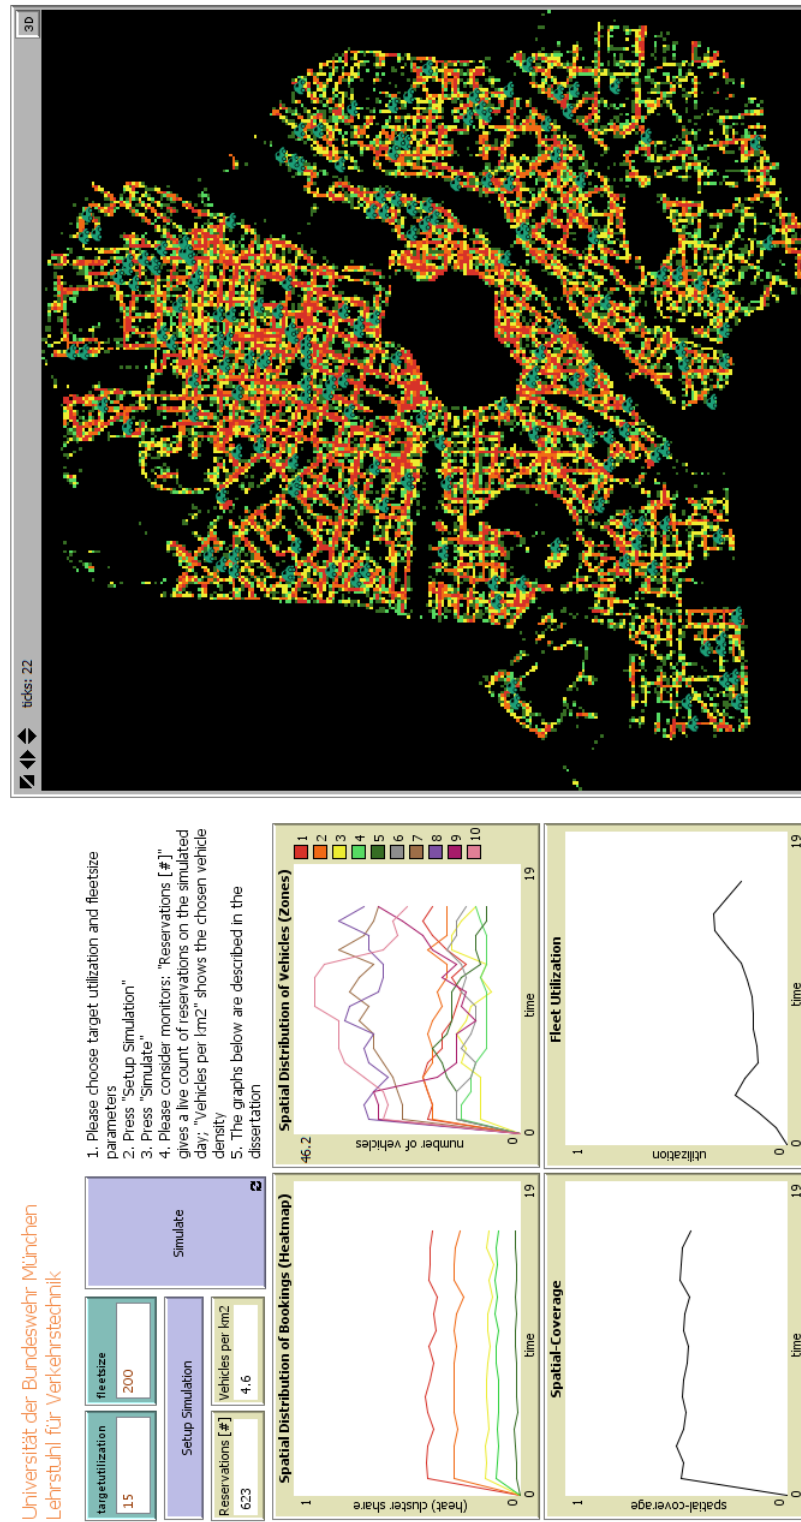 Universität der Bundeswehr München
Lehrstuhl für Verkehrstechnik
targetutilization
15
fleetsize
200
Setup Simulation
Simulate
Reservations [#]
623
Vehicles per km2
4.6
1. Please choose target utilization and fleetsize
parameters
2. Press "Setup Simulation"
3. Press "Simulate"
4. Please consider monitors: "Reservations [#]"
gives a live count of reservations on the simulated
day; "Vehicles per km2" shows the chosen vehicle
density
5. The graphs below are described in the
dissertation
Spatial Distribution of Bookings (Heatmap)
(heat) cluster share
1
0
0
time
19
Spatial Distribution of Vehicles (Zones)
number of vehicles
46.2
0
0
time
19
1
2
3
4
5
6
7
8
9
10
Spatial-Coverage
spatial-coverage
1
0
0
time
19
Fleet Utilization
utilization
1
0
0
time
19
ticks: 22
3D